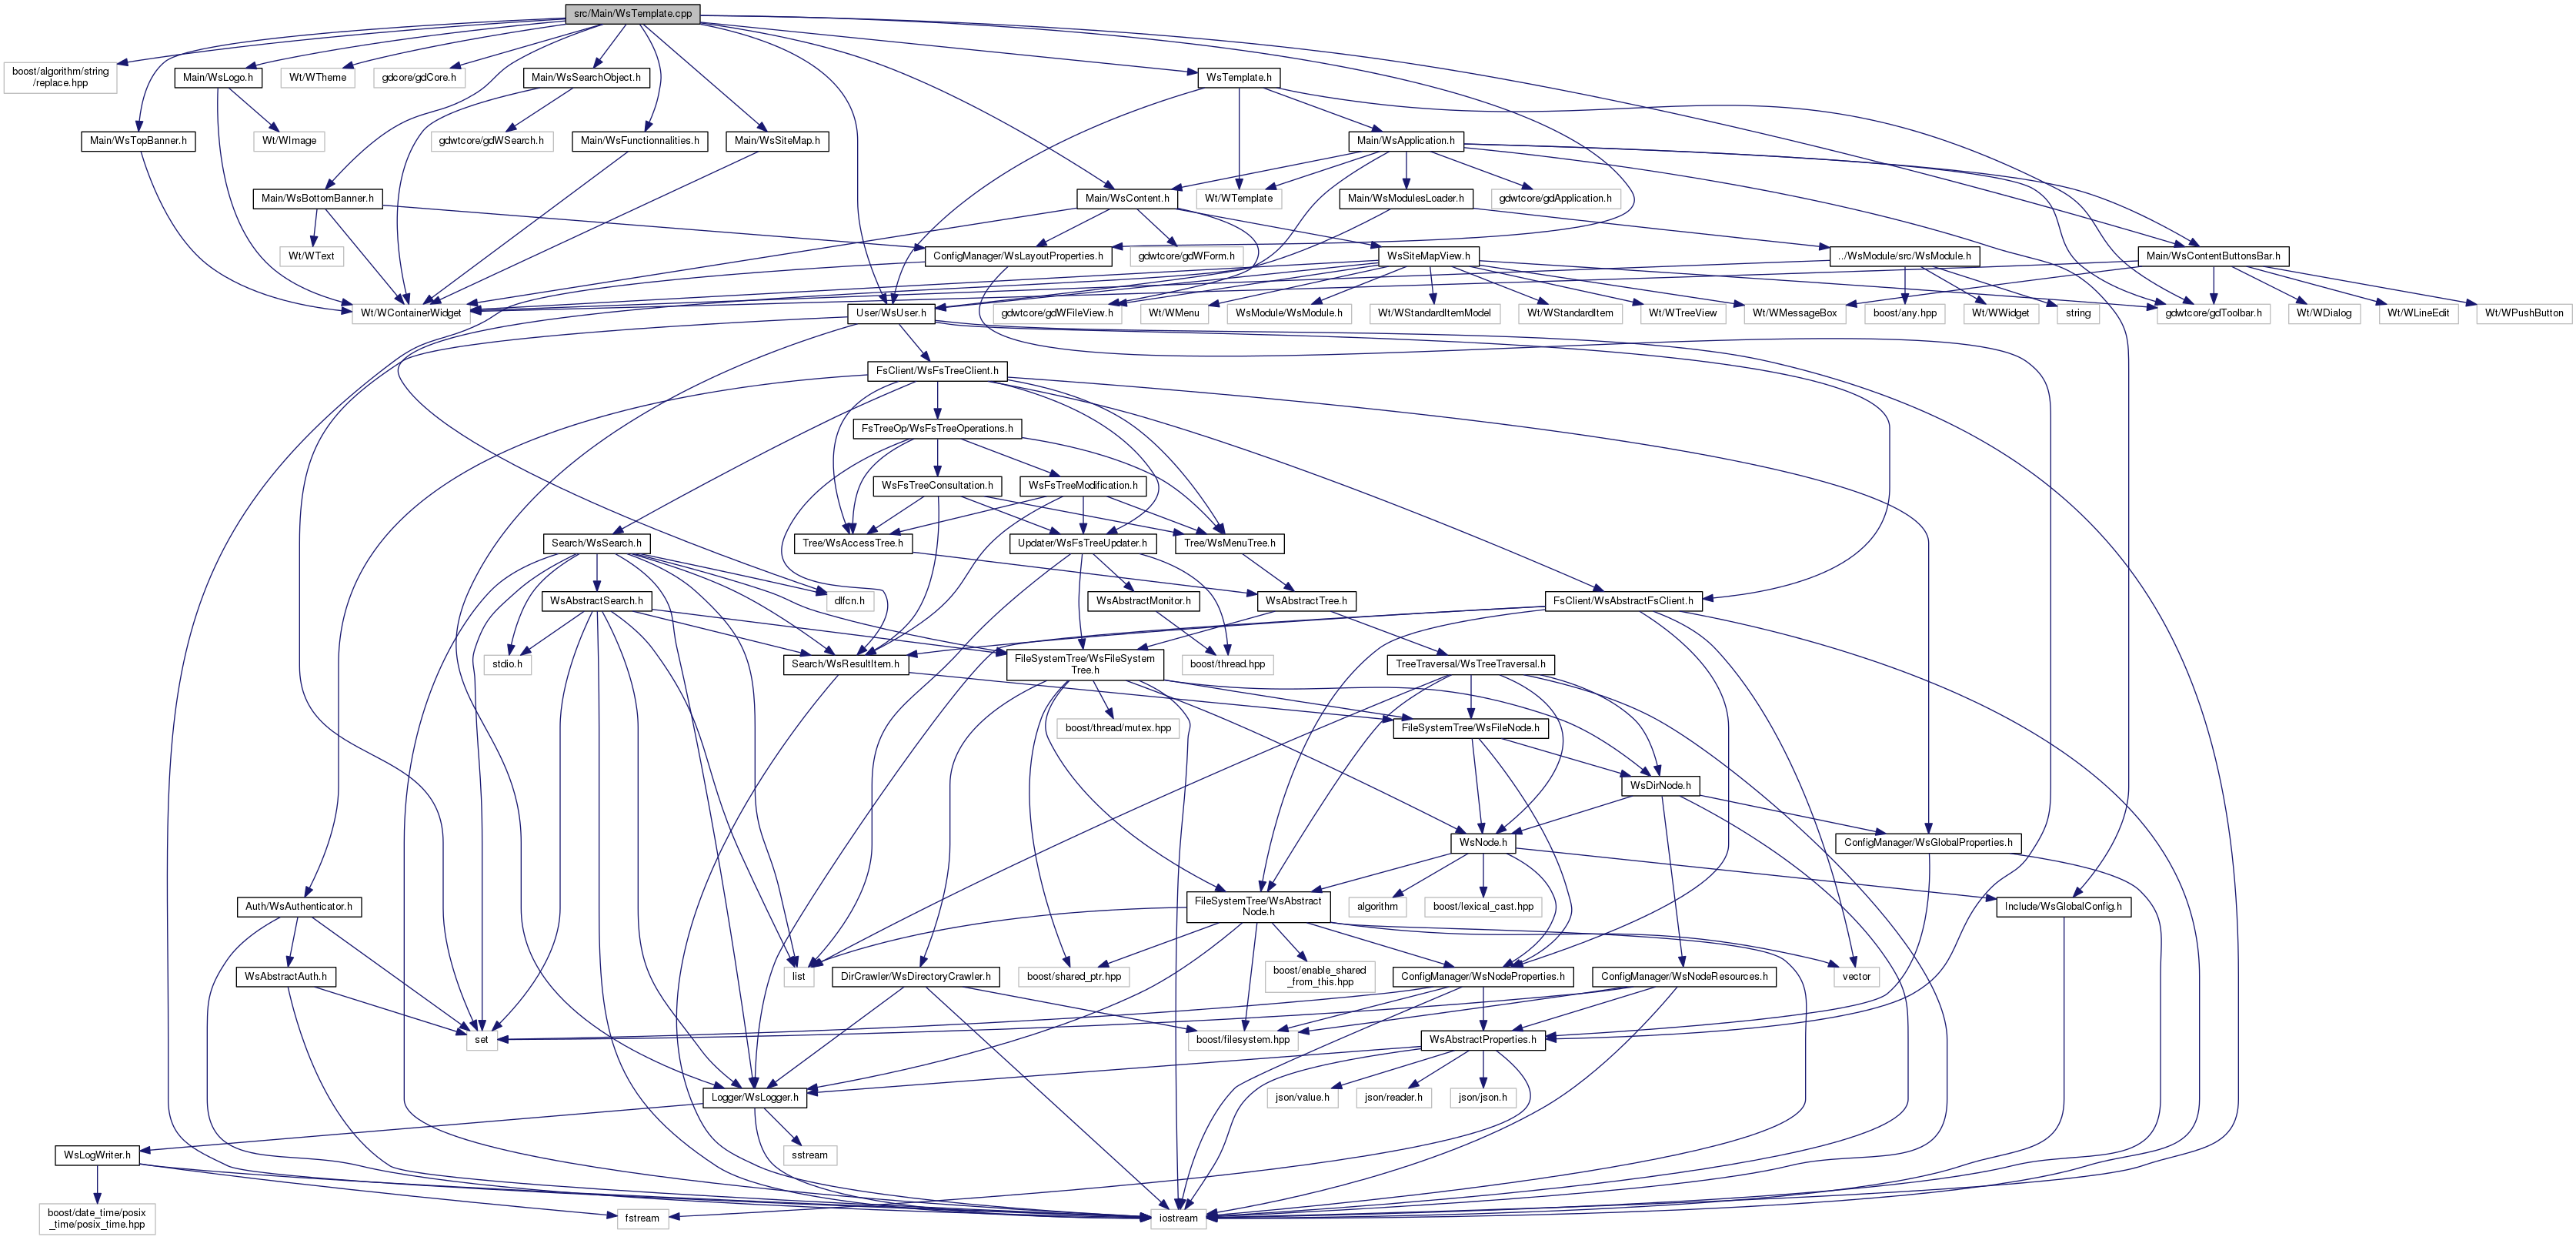 src/Main/WsTemplate.cpp
boost/algorithm/string
/replace.hpp
Main/WsLogo.h
Wt/WTheme
gdcore/gdCore.h
Main/WsSearchObject.h
WsTemplate.h
Main/WsTopBanner.h
Wt/WImage
gdwtcore/gdWSearch.h
Main/WsFunctionnalities.h
Main/WsSiteMap.h
Main/WsApplication.h
Main/WsBottomBanner.h
Main/WsContent.h
Wt/WTemplate
Main/WsModulesLoader.h
gdwtcore/gdApplication.h
Wt/WText
ConfigManager/WsLayoutProperties.h
gdwtcore/gdWForm.h
WsSiteMapView.h
.../WsModule/src/WsModule.h
Main/WsContentButtonsBar.h
Wt/WContainerWidget
User/WsUser.h
gdwtcore/gdWFileView.h
Wt/WMenu
WsModule/WsModule.h
Wt/WStandardItemModel
Wt/WStandardItem
Wt/WTreeView
Wt/WMessageBox
boost/any.hpp
Wt/WWidget
string
gdwtcore/gdToolbar.h
Wt/WDialog
Wt/WLineEdit
Wt/WPushButton
FsClient/WsFsTreeClient.h
FsTreeOp/WsFsTreeOperations.h
WsFsTreeConsultation.h
WsFsTreeModification.h
Search/WsSearch.h
Tree/WsAccessTree.h
Updater/WsFsTreeUpdater.h
Tree/WsMenuTree.h
WsAbstractSearch.h
dlfcn.h
WsAbstractMonitor.h
WsAbstractTree.h
FsClient/WsAbstractFsClient.h
stdio.h
Search/WsResultItem.h
FileSystemTree/WsFileSystem
Tree.h
boost/thread.hpp
TreeTraversal/WsTreeTraversal.h
boost/thread/mutex.hpp
FileSystemTree/WsFileNode.h
WsDirNode.h
WsNode.h
ConfigManager/WsGlobalProperties.h
Auth/WsAuthenticator.h
FileSystemTree/WsAbstract
Node.h
algorithm
boost/lexical_cast.hpp
Include/WsGlobalConfig.h
WsAbstractAuth.h
list
DirCrawler/WsDirectoryCrawler.h
boost/shared_ptr.hpp
boost/enable_shared
_from_this.hpp
ConfigManager/WsNodeProperties.h
ConfigManager/WsNodeResources.h
vector
set
boost/filesystem.hpp
WsAbstractProperties.h
Logger/WsLogger.h
json/value.h
json/reader.h
json/json.h
WsLogWriter.h
sstream
boost/date_time/posix
_time/posix_time.hpp
fstream
iostream